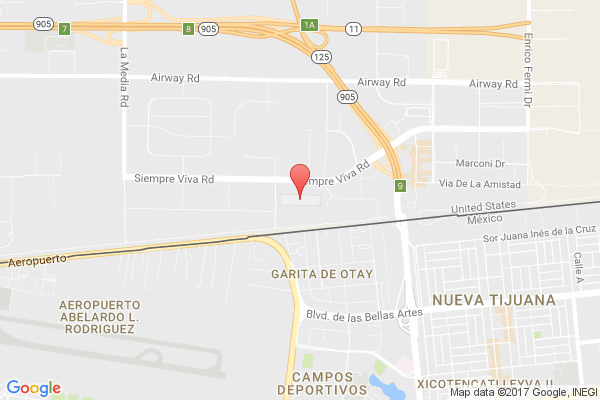 905
7
8
905
1A
11
125
La Media Rd
Enrico Fermi Dr
Airway Rd
Airway Rd
Airway Rd
905
Marconi Dr
Siempre Viva Rd
Siempre Viva Rd
Via De La Amistad
9
United States
México
Sor Juana Inés de la Cruz
Aeropuerto
Calle A
GARITA DE OTAY
AEROPUERTO
ABELARDO L.
RODRIGUEZ
NUEVA TIJUANA
Blvd. de las Bellas Artes
CAMPOS
DEPORTIVOS
XICOTENCATL LEYVA II
Google
Map data ©2017 Google, INEGI